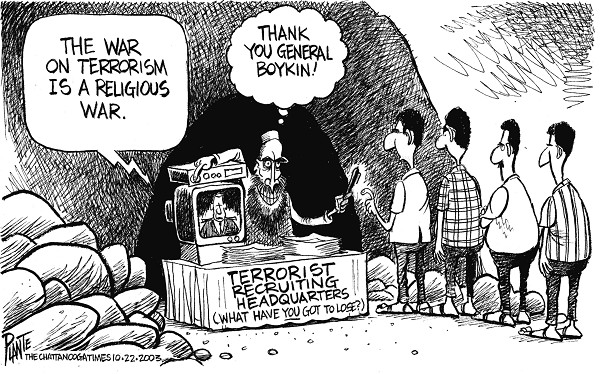 THE WAR
ON TERRORISM
IS A RELIGIOUS
WAR.
THANK
YOU GENERAL
BOYKIN!
TERRORIST
RECRUITING
HEADQUARTERS
(WHAT HAVE YOU GOT TO LOSE?)
PLANTE
THE CHATTANOOGA TIMES 10.22.2003